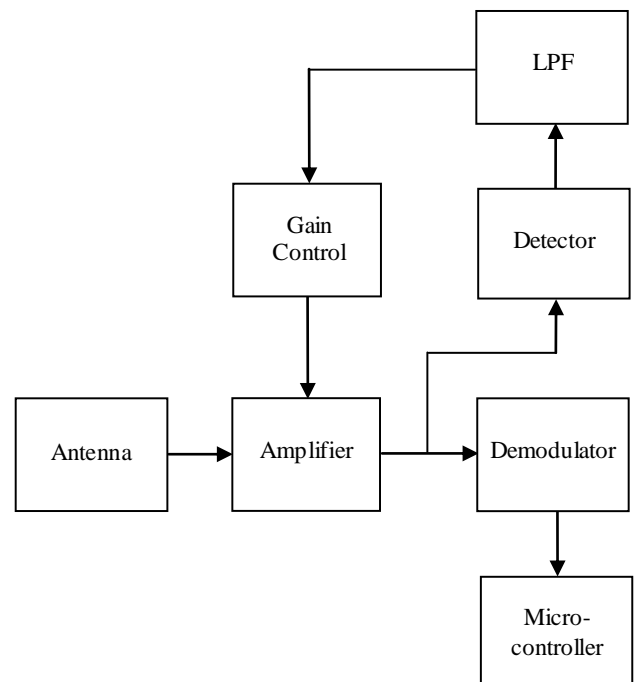 LPF
Gain
Control
Detector
Antenna
Amplifier
Demodulator
Micro-
controller